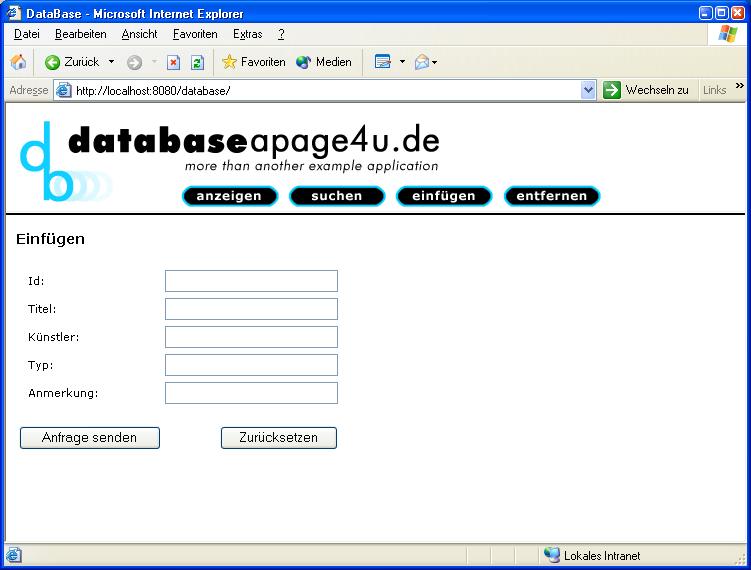 DataBase - Microsoft Internet Explorer
Datei Bearbeiten Ansicht Favoriten Extras ?
Zurück Favoriten Medien
Adresse http://localhost:8080/database/ Wechseln zu Links »
db databaseapage4u.de
more than another example application
anzeigen suchen einfügen entfernen
Einfügen
Id:
Titel:
Künstler:
Typ:
Anmerkung:
Anfrage senden Zurücksetzen
Lokales Intranet